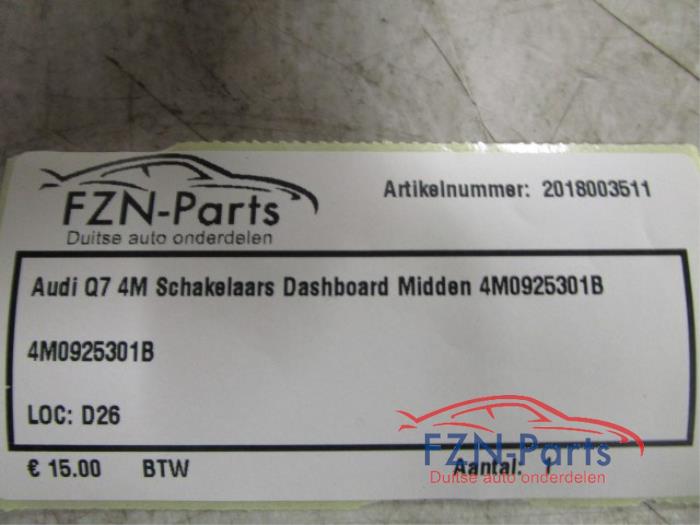 FZN-Parts
Duitse auto onderdelen
Artikelnummer: 2018003511
Audi Q7 4M Schakelaars Dashboard Midden 4M0925301B
4M0925301B
LOC: D26
€ 15.00 BTW Aantal: 1
FZN-Parts
Duitse auto onderdelen